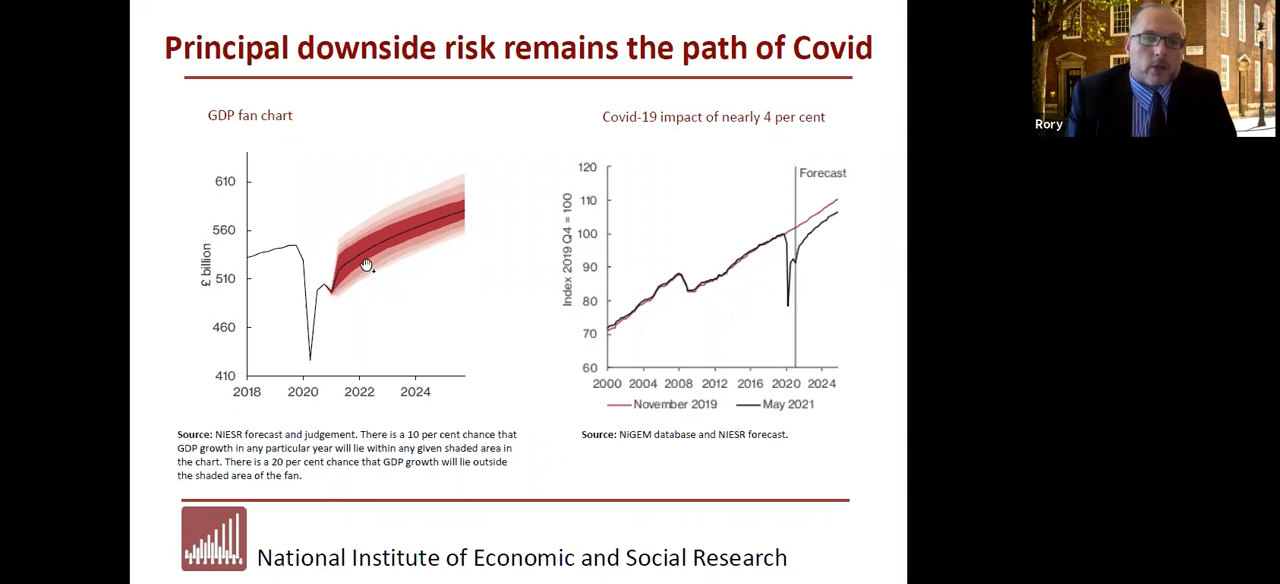 Principal downside risk remains the path of Covid
Rory
GDP fan chart
610
560
510
460
410
£ billion
2018 2020 2022 2024
Source: NIESR forecast and judgement. There is a 10 per cent chance that
GDP growth in any particular year will lie within any given shaded area in
the chart. There is a 20 per cent chance that GDP growth will lie outside
the shaded area of the fan.
Covid-19 impact of nearly 4 per cent
120
110
100
90
80
70
60
Index 2019 Q4 = 100
Forecast
2000 2004 2008 2012 2016 2020 2024
November 2019 May 2021
Source: NiGEM database and NIESR forecast.
National Institute of Economic and Social Research